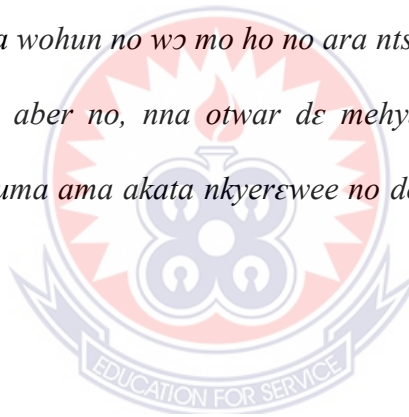 a wohun no wɔ mo ho no ara nts
aber no, nna otwar dɛ mehy
uma ama akata nkyerɛwee no d
EDUCATION FOR SERVICE